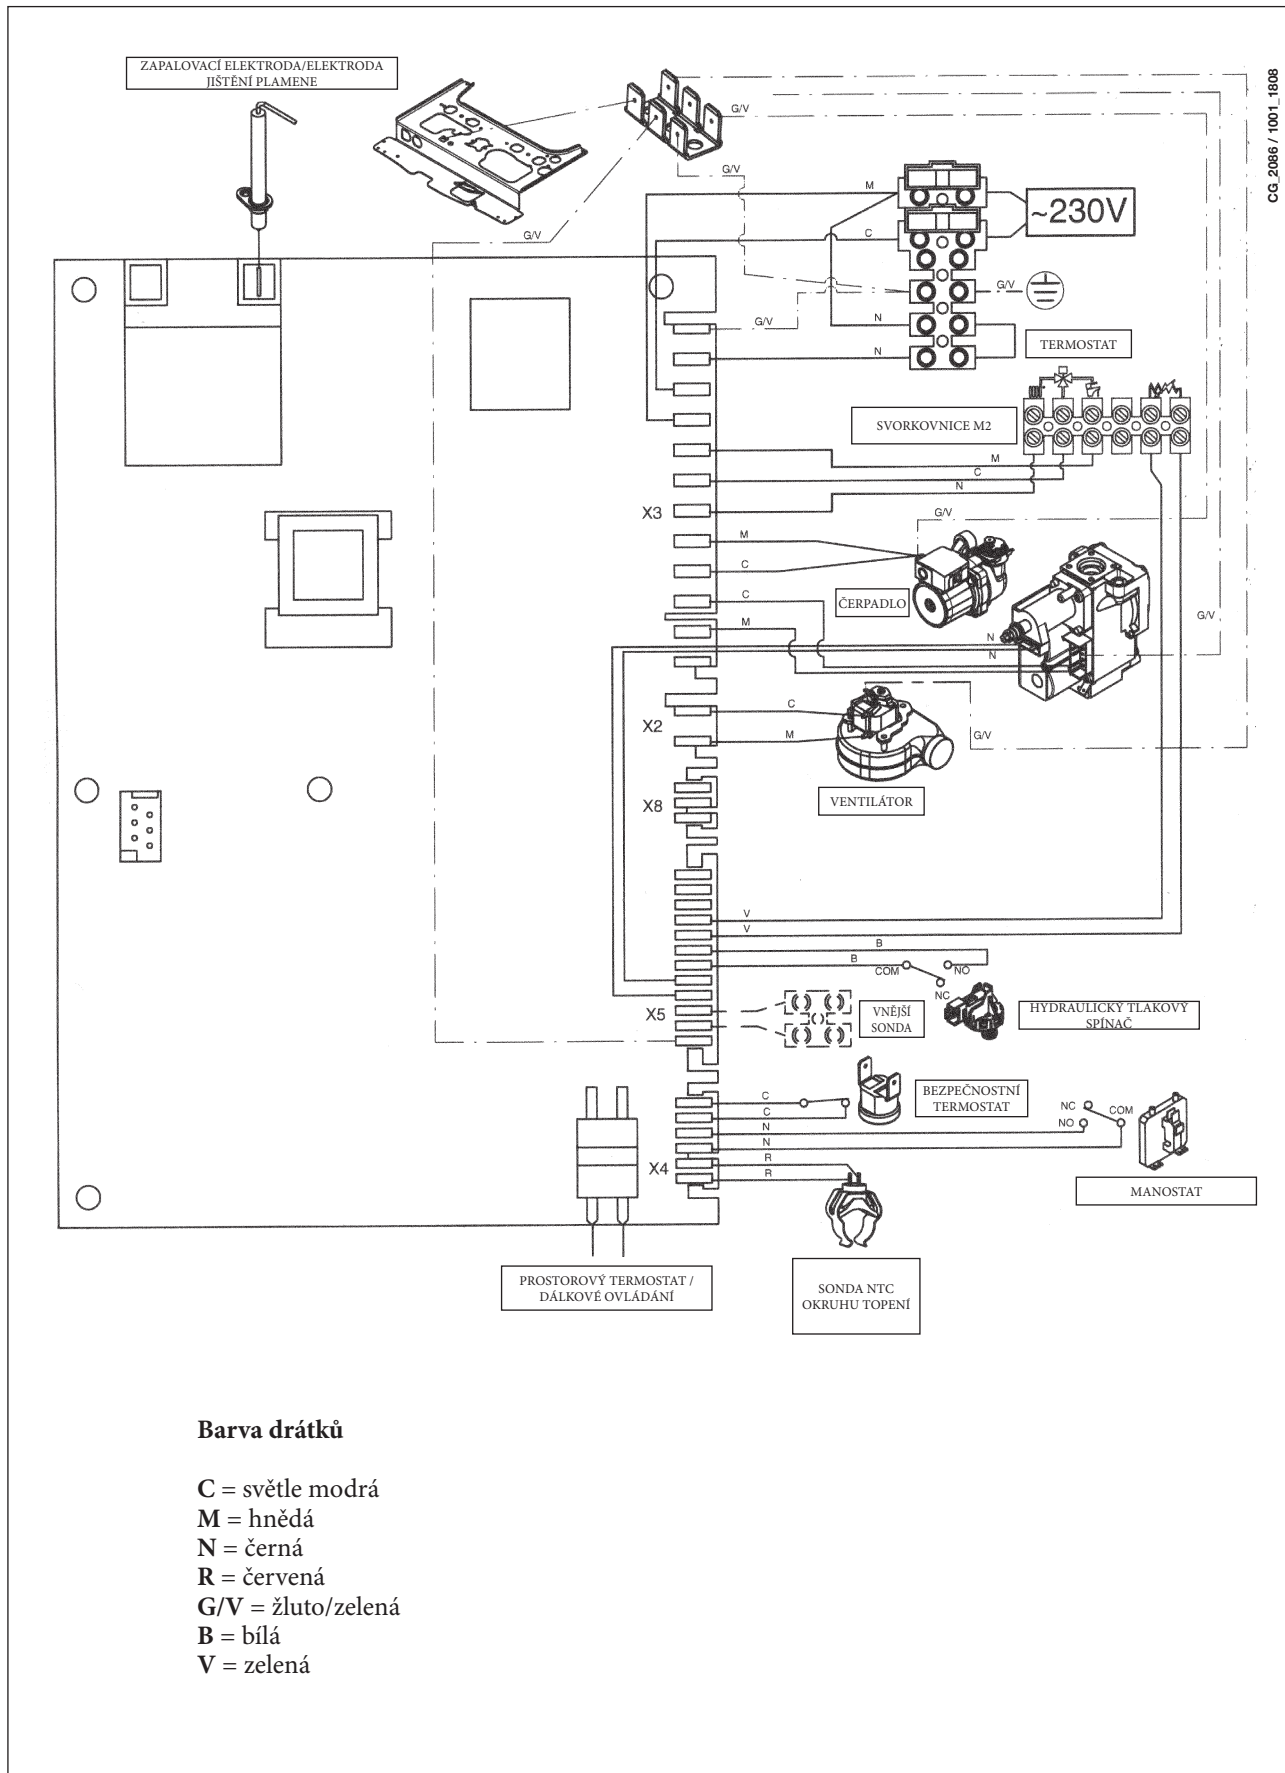 ZAPALOVACÍ ELEKTRODA/ELEKTRODA
JIŠTĚNÍ PLAMENE
CG_2086 / 1001_1808
G/V
G/V
G/V
M
~230V
C
G/V
G/V
G/V
N
N
TERMOSTAT
SVORKOVNICE M2
M
C
N
X3
G/V
M
C
C
ČERPADLO
M
G/V
N
N
X2
C
M
G/V
X8
VENTILÁTOR
V
V
B
B
COM
NO
NC
X5
VNĚJŠÍ
SONDA
HYDRAULICKÝ TLAKOVÝ
SPÍNAČ
C
C
BEZPEČNOSTNÍ
TERMOSTAT
NC
COM
NO
N
N
R
R
X4
MANOSTAT
PROSTOROVÝ TERMOSTAT /
DÁLKOVÉ OVLÁDÁNÍ
SONDA NTC
OKRUHU TOPENÍ
Barva drátků
C = světle modrá
M = hnědá
N = černá
R = červená
G/V = žluto/zelená
B = bílá
V = zelená